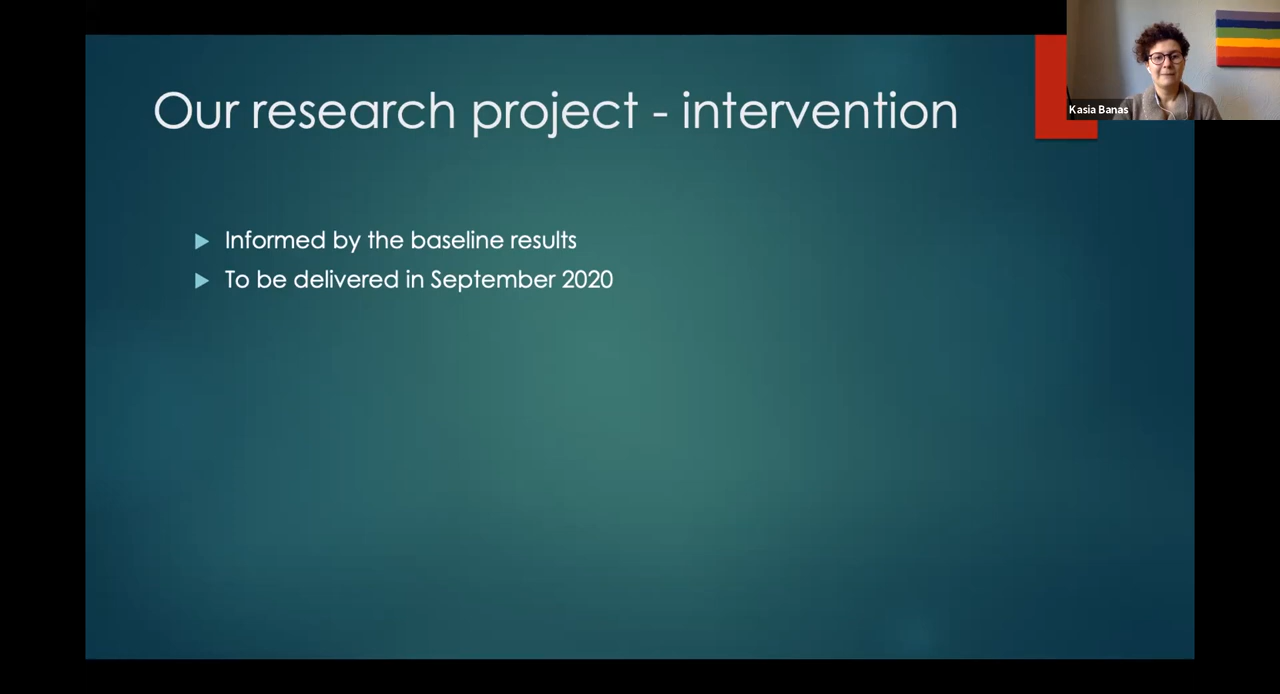 Our research project - intervention
Kasia Banas
Informed by the baseline results
To be delivered in September 2020